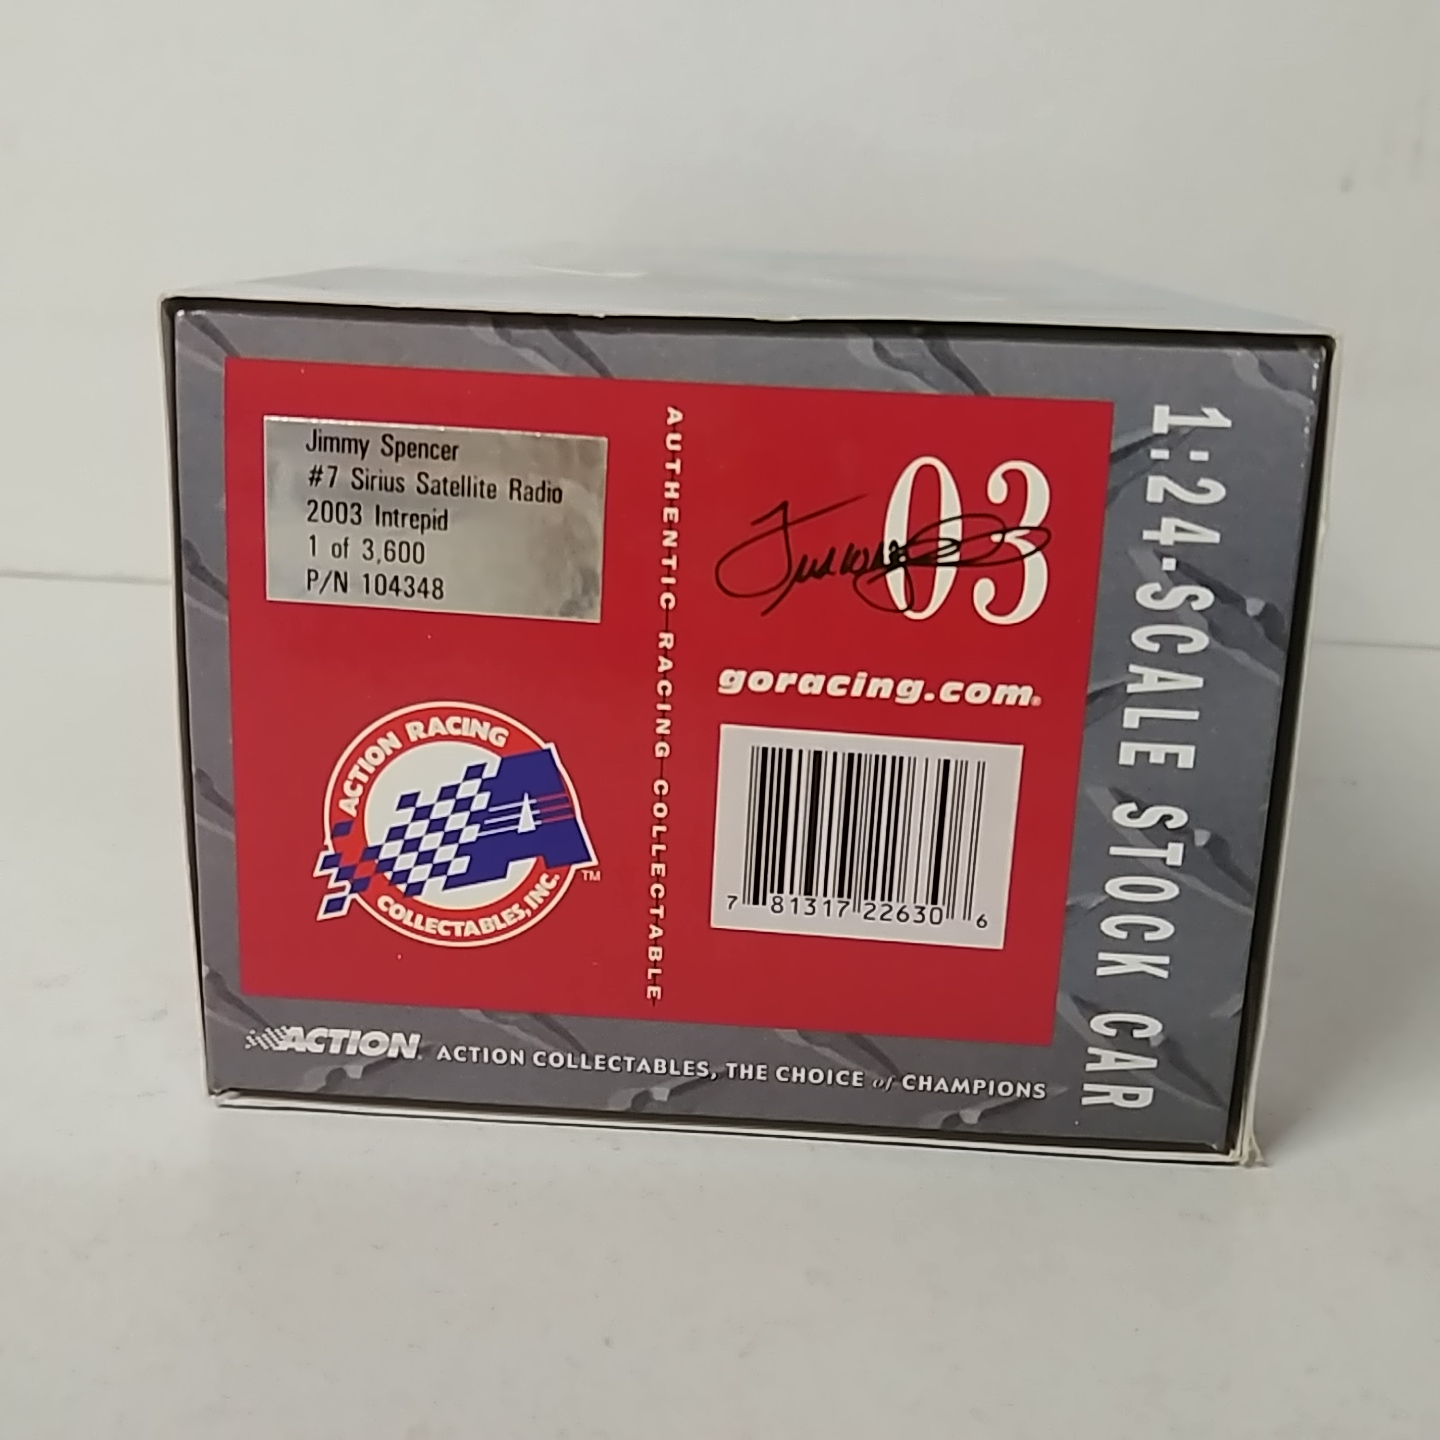 Jimmy Spencer
#7 Sirius Satellite Radio
2003 Intrepid
1 of 3,600
P/N 104348
ACTION RACING
COLLECTABLES, INC.
TM
AUTHENTIC RACING COLLECTABLE
03
goracing.com®
7 81317 22630 6
1:24-SCALE STOCK CAR
ACTION®
ACTION COLLECTABLES, THE CHOICE of CHAMPIONS